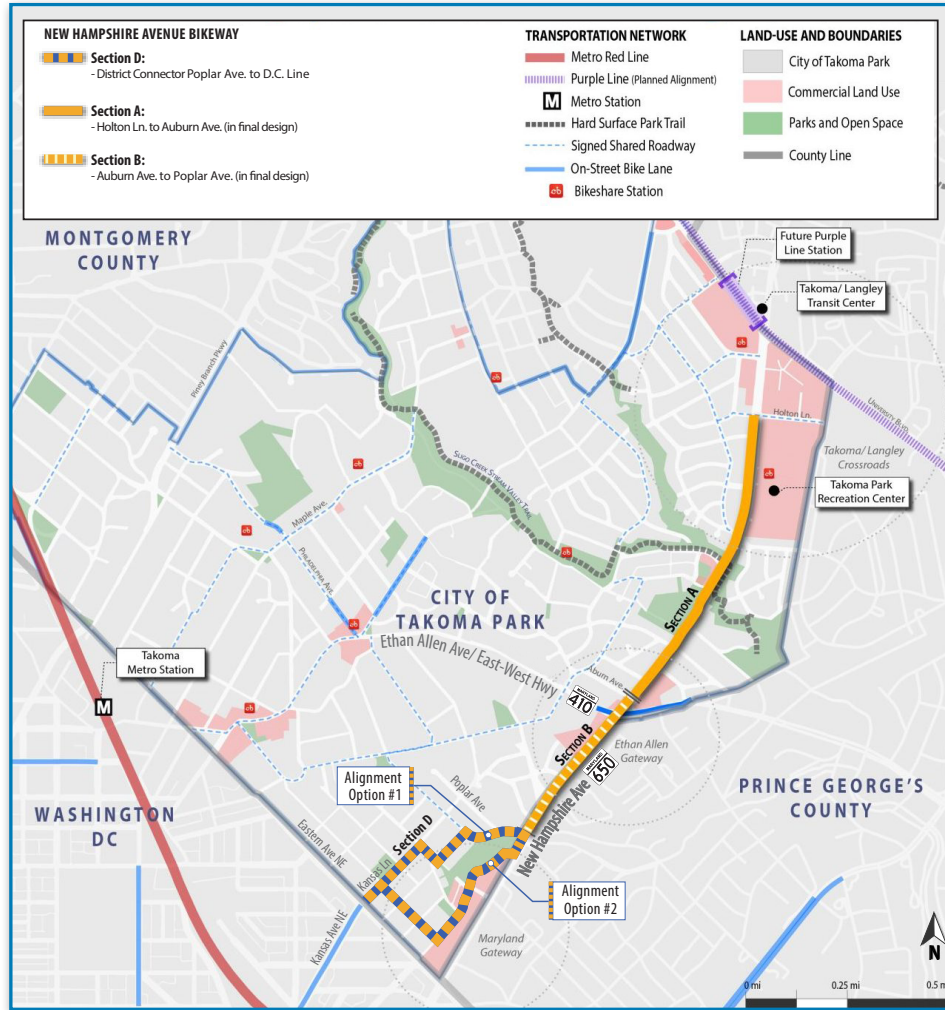 NEW HAMPSHIRE AVENUE BIKEWAY
Section D:
- District Connector Poplar Ave. to D.C. Line
Section A:
- Holton Ln. to Auburn Ave. (in final design)
Section B:
- Auburn Ave. to Poplar Ave. (in final design)
TRANSPORTATION NETWORK
Metro Red Line
Purple Line (Planned Alignment)
M
Metro Station
Hard Surface Park Trail
Signed Shared Roadway
On-Street Bike Lane
cb
Bikeshare Station
LAND-USE AND BOUNDARIES
City of Takoma Park
Commercial Land Use
Parks and Open Space
County Line
MONTGOMERY
COUNTY
Future Purple
Line Station
Takoma/ Langley
Transit Center
Piney Branch Pkwy
University Blvd.
Holton Ln.
Takoma/ Langley
Crossroads
Sligo Creek Stream Valley Trail
Takoma Park
Recreation Center
Maple Ave.
Philadelphia Ave.
CITY OF
TAKOMA PARK
Section A
Ethan Allen Ave/ East-West Hwy
Takoma
Metro Station
M
Aburn Ave.
MARYLAND
410
Section B
MARYLAND
650
Ethan Allen
Gateway
New Hampshire Ave
PRINCE GEORGE'S
COUNTY
Alignment
Option #1
Poplar Ave
WASHINGTON
DC
Eastern Ave NE
Section D
Kansas Ln
Alignment
Option #2
Kansas Ave NE
Maryland
Gateway
N
0 mi
0.25 mi
0.5 m